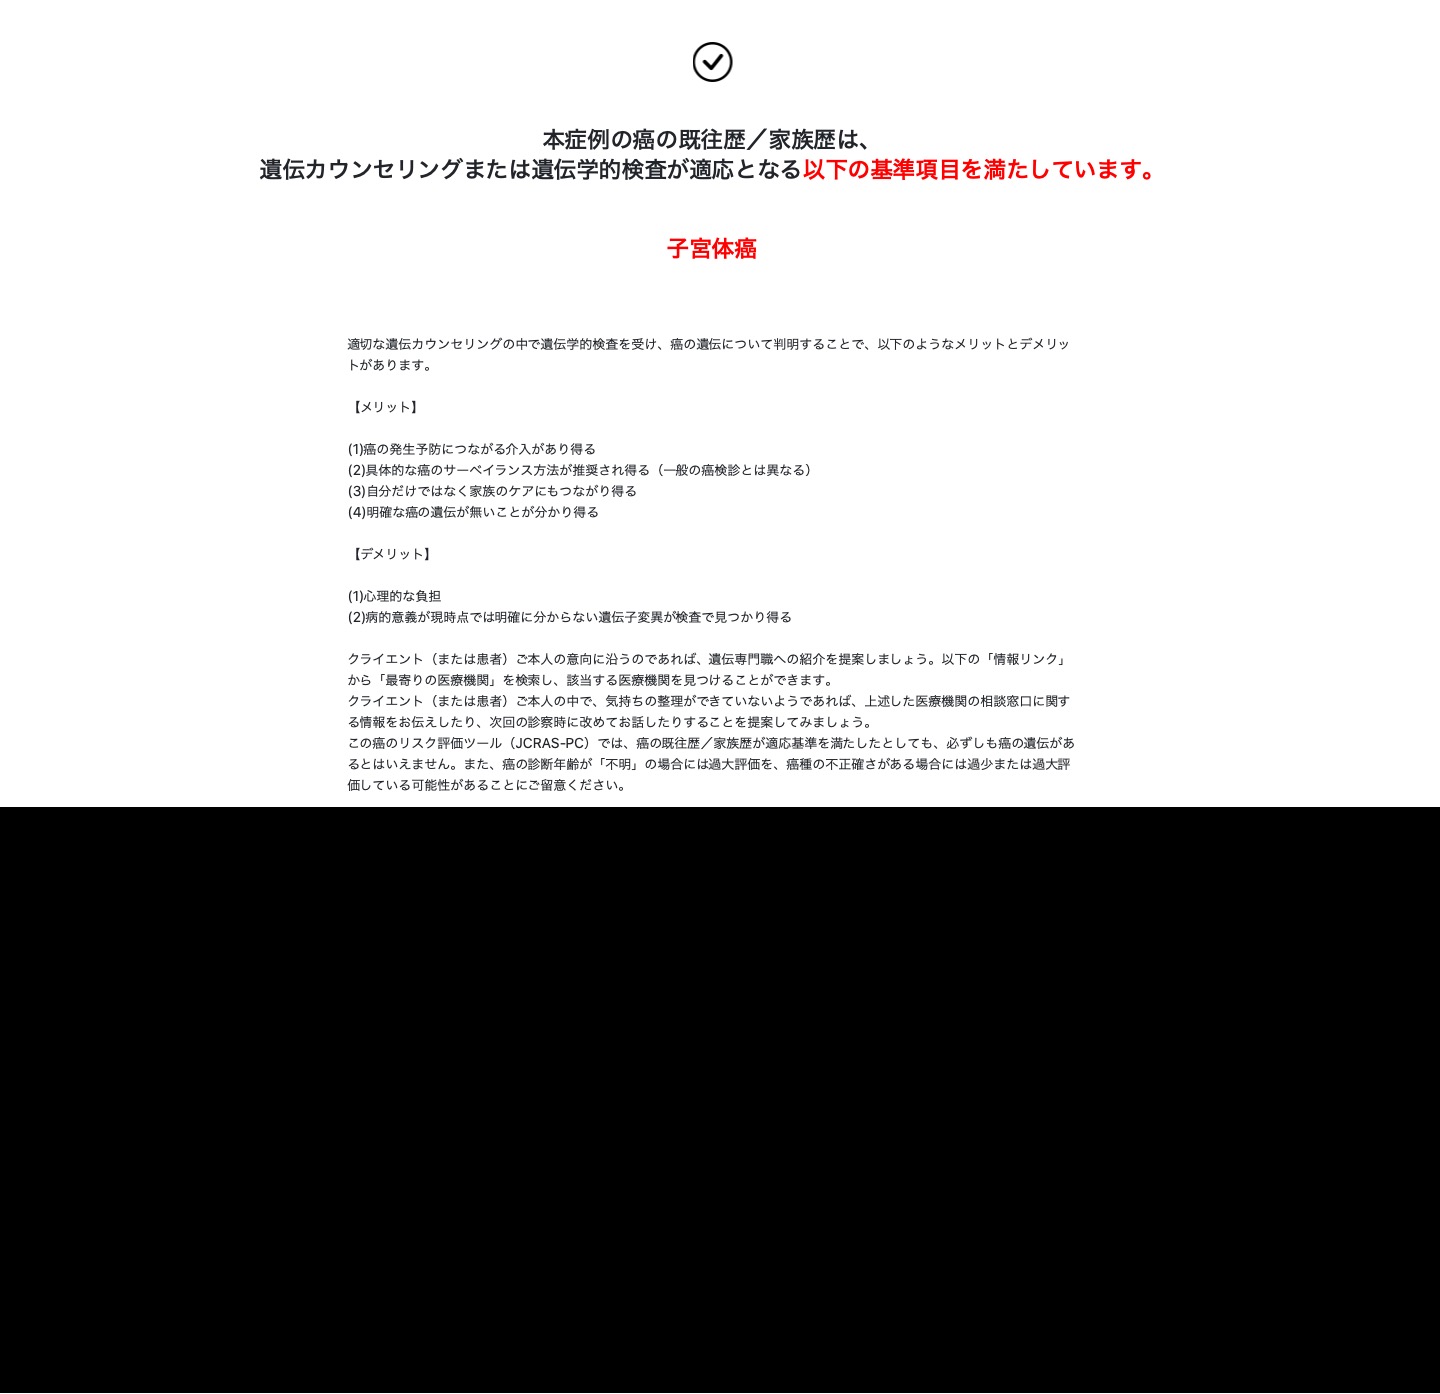 本症例の癌の既往歴／家族歴は、
遺伝カウンセリングまたは遺伝学的検査が適応となる以下の基準項目を満たしています。
子宮体癌
適切な遺伝カウンセリングの中で遺伝学的検査を受け、癌の遺伝について判明することで、以下のようなメリットとデメリッ
トがあります。
【メリット】
(1)癌の発生予防につながる介入があり得る
(2)具体的な癌のサーベイランス方法が推奨され得る（一般の癌検診とは異なる）
(3)自分だけではなく家族のケアにもつながり得る
(4)明確な癌の遺伝が無いことが分かり得る
【デメリット】
(1)心理的な負担
(2)病的意義が現時点では明確に分からない遺伝子変異が検査で見つかり得る
クライエント（または患者）ご本人の意向に沿うのであれば、遺伝専門職への紹介を提案しましょう。以下の「情報リンク」
から「最寄りの医療機関」を検索し、該当する医療機関を見つけることができます。
クライエント（または患者）ご本人の中で、気持ちの整理ができていないようであれば、上述した医療機関の相談窓口に関す
る情報をお伝えしたり、次回の診察時に改めてお話したりすることを提案してみましょう。
この癌のリスク評価ツール（JCRAS-PC）では、癌の既往歴／家族歴が適応基準を満たしたとしても、必ずしも癌の遺伝があ
るとはいえません。また、癌の診断年齢が「不明」の場合には過大評価を、癌種の不正確さがある場合には過少または過大評
価している可能性があることにご留意ください。